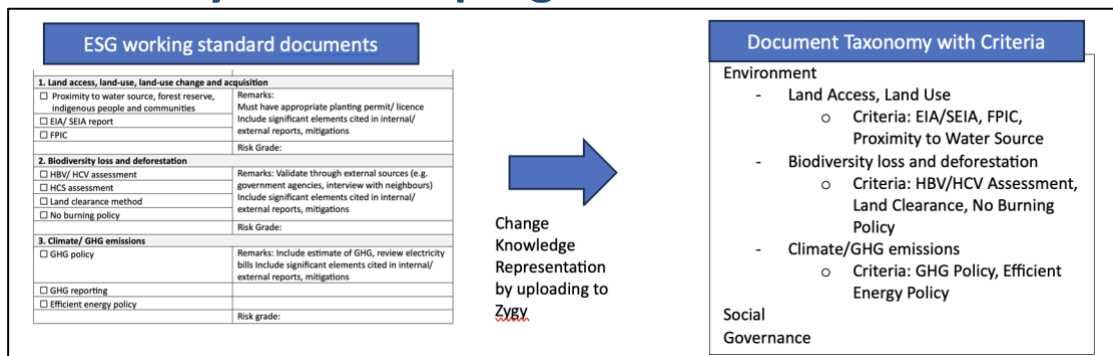 ESG working standard documents
1. Land access, land-use, land-use change and acquisition
☐ Proximity to water source, forest reserve,
indigenous people and communities
☐ EIA/ SEIA report
☐ FPIC
Remarks:
Must have appropriate planting permit/ licence
Include significant elements cited in internal/
external reports, mitigations
Risk Grade:
2. Biodiversity loss and deforestation
☐ HBV/ HCV assessment
☐ HCS assessment
☐ Land clearance method
☐ No burning policy
Remarks: Validate through external sources (e.g.
government agencies, interview with neighbours)
Include significant elements cited in internal/
external reports, mitigations
Risk Grade:
3. Climate/ GHG emissions
☐ GHG policy
Remarks: Include estimate of GHG, review electricity
bills Include significant elements cited in internal/
external reports, mitigations
☐ GHG reporting
☐ Efficient energy policy
Risk grade:
Change
Knowledge
Representation
by uploading to
Zygy
Document Taxonomy with Criteria
Environment
- Land Access, Land Use
o Criteria: EIA/SEIA, FPIC,
Proximity to Water Source
- Biodiversity loss and deforestation
o Criteria: HBV/HCV Assessment,
Land Clearance, No Burning
Policy
- Climate/GHG emissions
o Criteria: GHG Policy, Efficient
Energy Policy
Social
Governance